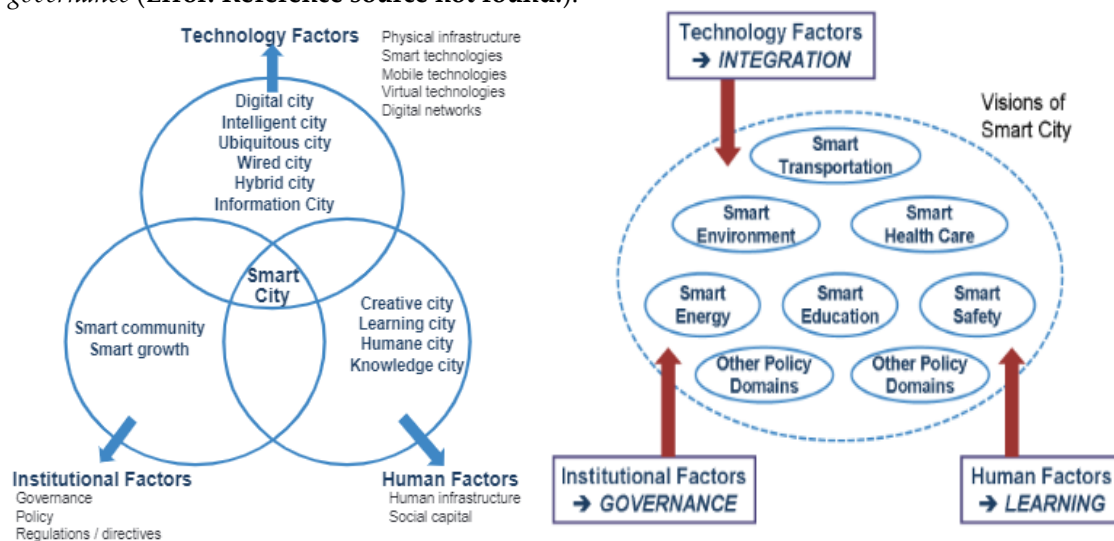 governance (Error: Reference source not found.).
Technology Factors
Physical infrastructure
Smart technologies
Mobile technologies
Virtual technologies
Digital networks
Digital city
Intelligent city
Ubiquitous city
Wired city
Hybrid city
Information City
Smart
City
Smart community
Smart growth
Creative city
Learning city
Humane city
Knowledge city
Institutional Factors
Governance
Policy
Regulations / directives
Human Factors
Human infrastructure
Social capital
Technology Factors
➔ INTEGRATION
Visions of
Smart City
Smart
Transportation
Smart
Environment
Smart
Health Care
Smart
Energy
Smart
Education
Smart
Safety
Other Policy
Domains
Other Policy
Domains
Institutional Factors
➔ GOVERNANCE
Human Factors
➔ LEARNING